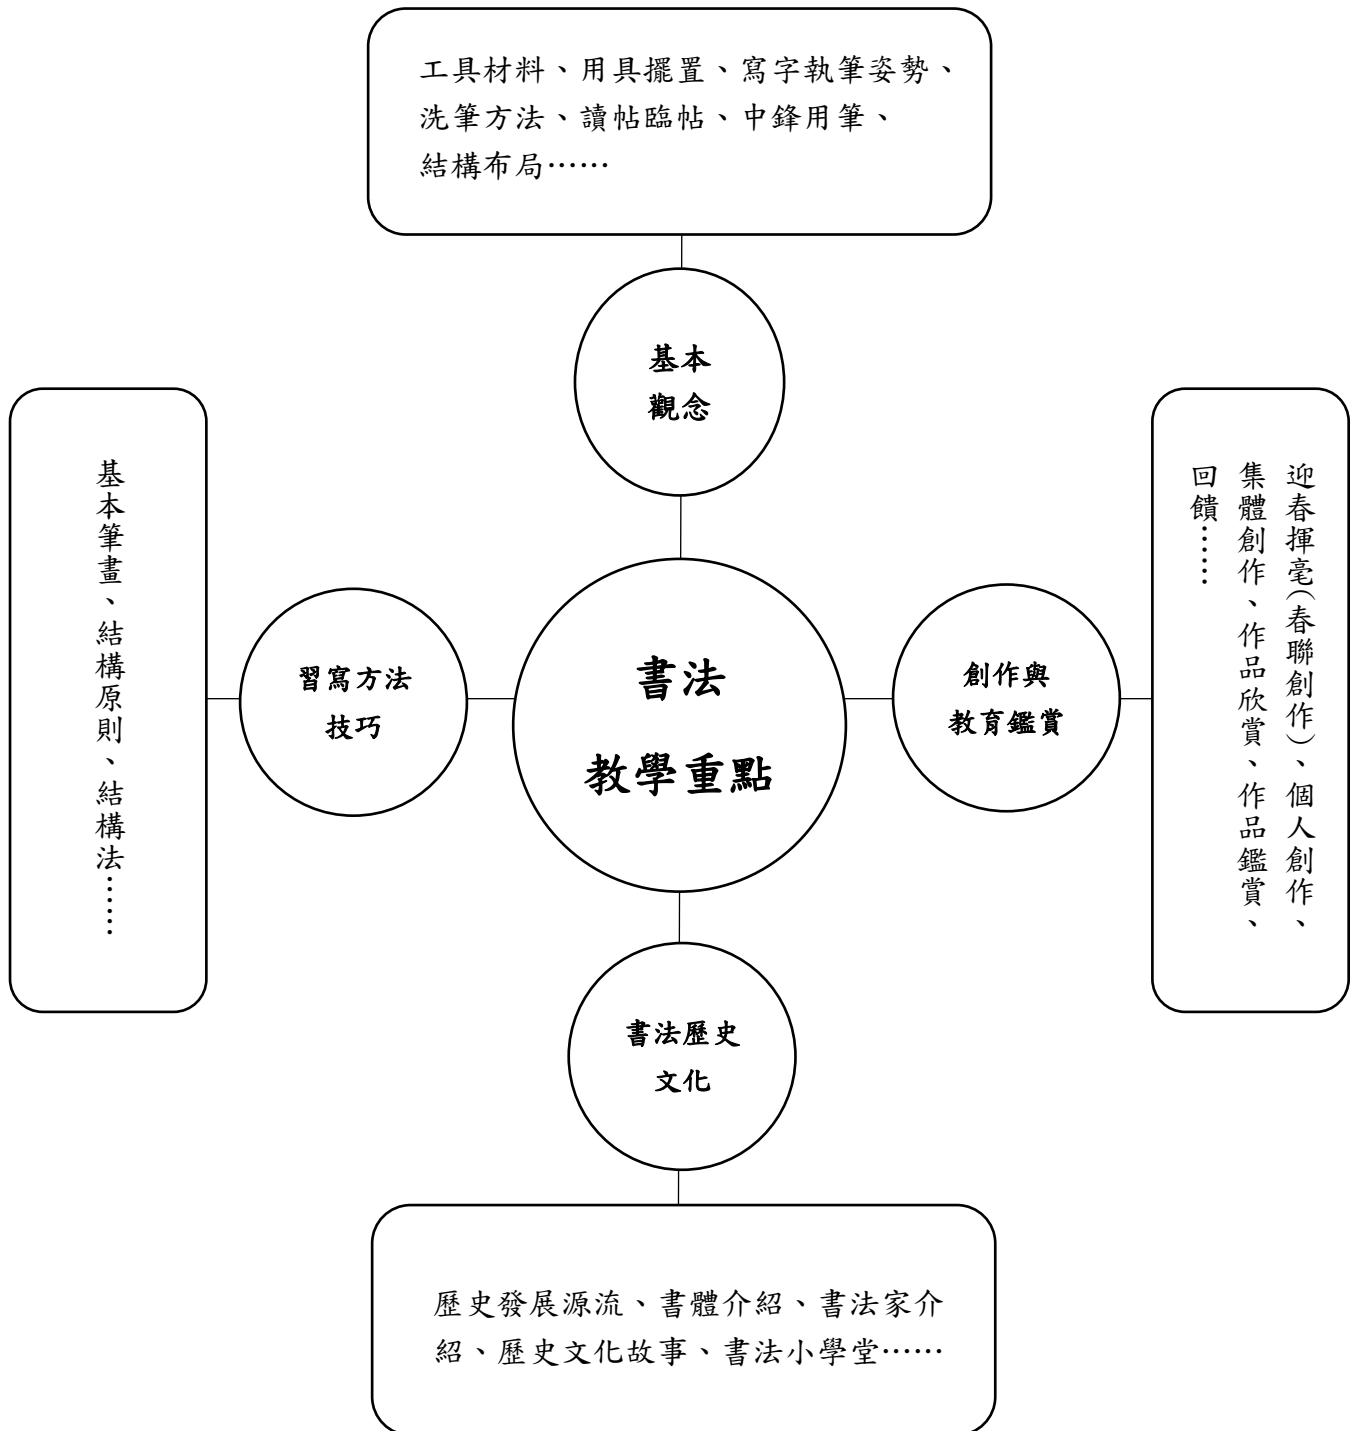 工具材料、用具擺置、寫字執筆姿勢、
洗筆方法、讀帖臨帖、中鋒用筆、
結構布局……
基本
觀念
基本筆畫、結構原則、結構法……
習寫方法
技巧
書法
教學重點
創作與
教育鑑賞
迎春揮毫(春聯創作)、個人創作、
集體創作、作品欣賞、作品鑑賞、
回饋……
書法歷史
文化
歷史發展源流、書體介紹、書法家介
紹、歷史文化故事、書法小學堂……